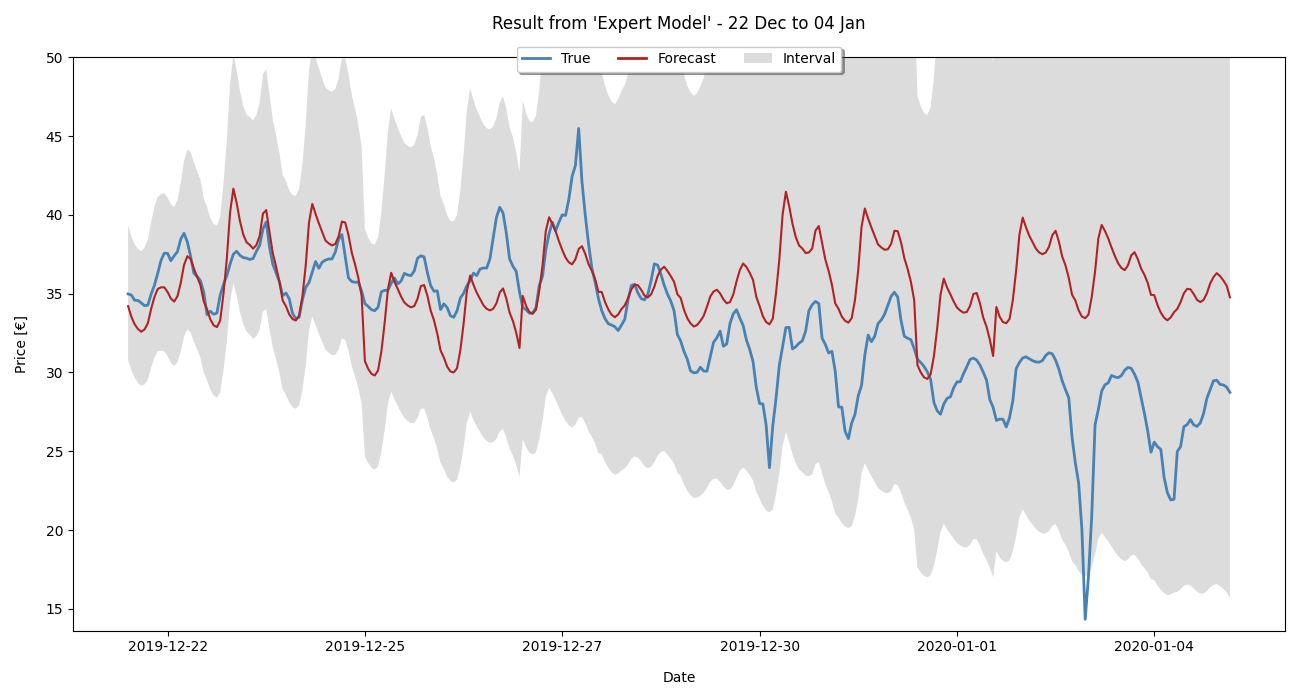 Result from 'Expert Model' - 22 Dec to 04 Jan
True Forecast Interval
Price [€]
50
45
40
35
30
25
20
15
2019-12-22 2019-12-25 2019-12-27 2019-12-30 2020-01-01 2020-01-04
Date